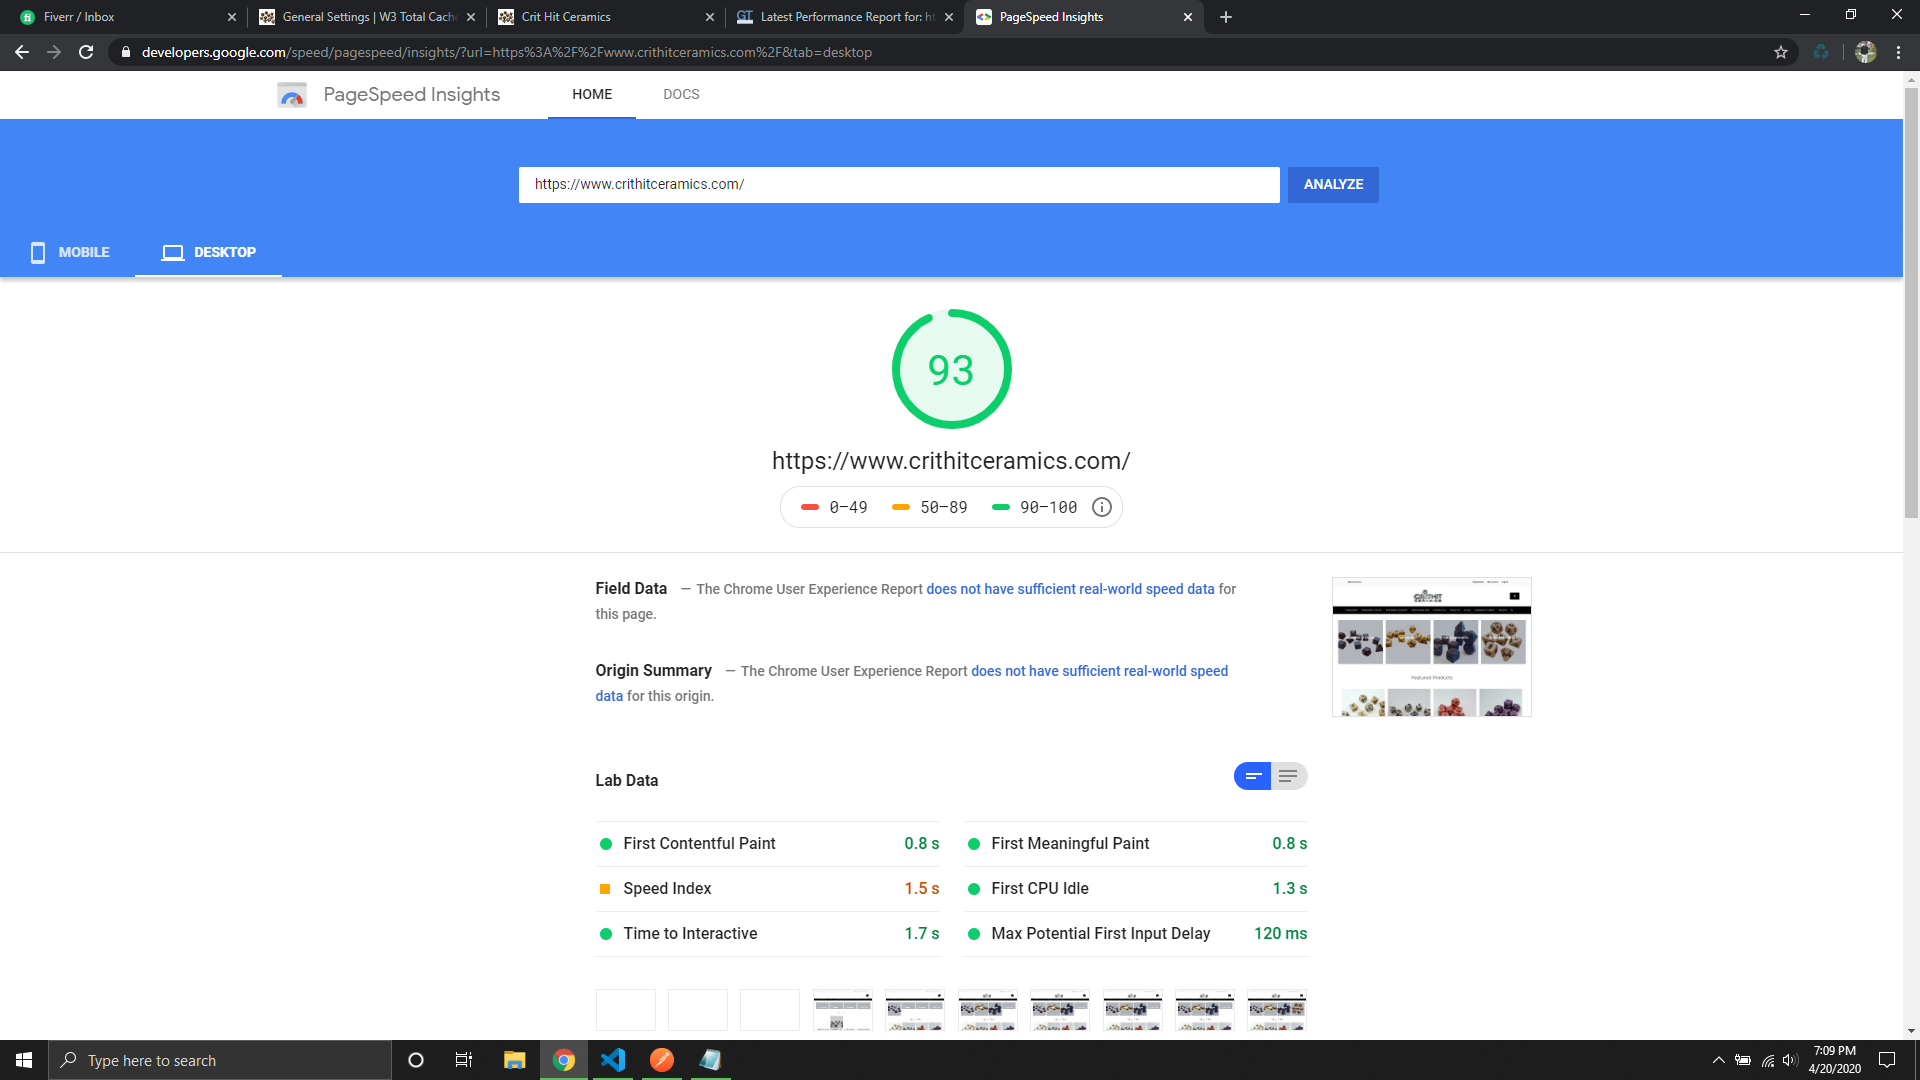 Fiverr / Inbox
General Settings | W3 Total Cache
Crit Hit Ceramics
Latest Performance Report for: ht
PageSpeed Insights
developers.google.com/speed/pagespeed/insights/?url=https%3A%2F%2Fwww.crithitceramics.com%2F&tab=desktop
PageSpeed Insights
HOME
DOCS
https://www.crithitceramics.com/
ANALYZE
MOBILE
DESKTOP
93
https://www.crithitceramics.com/
0–49
50–89
90–100
Field Data — The Chrome User Experience Report does not have sufficient real-world speed data for
this page.
Origin Summary — The Chrome User Experience Report does not have sufficient real-world speed
data for this origin.
Featured Products
Lab Data
First Contentful Paint 0.8 s
First Meaningful Paint 0.8 s
Speed Index 1.5 s
First CPU Idle 1.3 s
Time to Interactive 1.7 s
Max Potential First Input Delay 120 ms
Type here to search
7:09 PM
4/20/2020